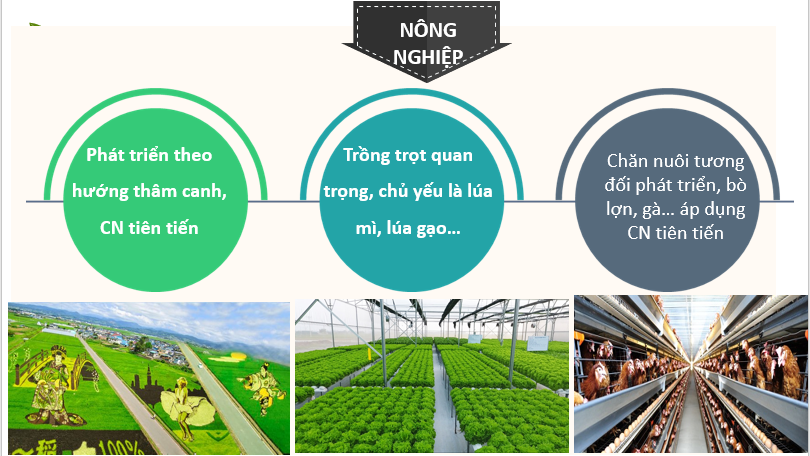 NÔNG
NGHIỆP
Phát triển theo
hướng thâm canh,
CN tiên tiến
Trồng trọt quan
trọng, chủ yếu là lúa
mì, lúa gạo...
Chăn nuôi tương
đối phát triển, bò
lợn, gà... áp dụng
CN tiên tiến
100%